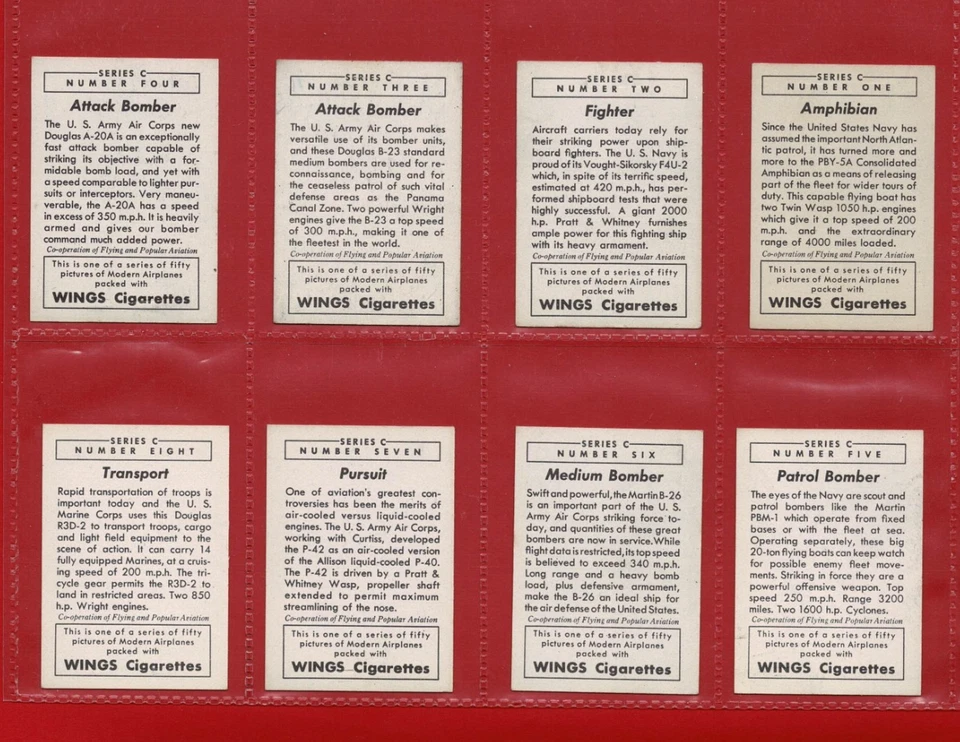 SERIES C
NUMBER FOUR
Attack Bomber
The U. S. Army Air Corps new
Douglas A-20A is an exceptionally
fast attack bomber capable of
striking its objective with a for-
midable bomb load, and yet with
a speed comparable to lighter pur-
suits or interceptors. Very maneu-
verable, the A-20A has a speed
in excess of 350 m.p.h. It is heavily
armed and gives our bomber
command much added power.
Co-operation of Flying and Popular Aviation
This is one of a series of fifty
pictures of Modern Airplanes
packed with
WINGS Cigarettes
SERIES C
NUMBER THREE
Attack Bomber
The U. S. Army Air Corps makes
versatile use of its bomber units,
and these Douglas B-23 standard
medium bombers are used for re-
connaissance, bombing and for
the ceaseless patrol of such vital
defense areas as the Panama
Canal Zone. Two powerful Wright
engines give the B-23 a top speed
of 300 m.p.h., making it one of
the fleetest in the world.
Co-operation of Flying and Popular Aviation
This is one of a series of fifty
pictures of Modern Airplanes
packed with
WINGS Cigarettes
SERIES C
NUMBER TWO
Fighter
Aircraft carriers today rely for
their striking power upon ship-
board fighters. The U. S. Navy is
proud of its Vought-Sikorsky F4U-2
which, in spite of its terrific speed,
estimated at 420 m.p.h., has per-
formed shipboard tests that were
highly successful. A giant 2000
h.p. Pratt & Whitney furnishes
ample power for this fighting ship
with its heavy armament.
Co-operation of Flying and Popular Aviation
This is one of a series of fifty
pictures of Modern Airplanes
packed with
WINGS Cigarettes
SERIES C
NUMBER ONE
Amphibian
Since the United States Navy has
assumed the important North Atlan-
tic patrol, it has turned more and
more to the PBY-5A Consolidated
Amphibian as a means of releasing
part of the fleet for wider tours of
duty. This capable flying boat has
two Twin Wasp 1050 h.p. engines
which give it a top speed of 200
m.p.h. and the extraordinary
range of 4000 miles loaded.
Co-operation of Flying and Popular Aviation
This is one of a series of fifty
pictures of Modern Airplanes
packed with
WINGS Cigarettes
SERIES C
NUMBER EIGHT
Transport
Rapid transportation of troops is
important today and the U. S.
Marine Corps uses this Douglas
R3D-2 to transport troops, cargo
and light field equipment to the
scene of action. It can carry 14
fully equipped Marines, at a cruis-
ing speed of 200 m.p.h. The tri-
cycle gear permits the R3D-2 to
land in restricted areas. Two 850
h.p. Wright engines.
Co-operation of Flying and Popular Aviation
This is one of a series of fifty
pictures of Modern Airplanes
packed with
WINGS Cigarettes
SERIES C
NUMBER SEVEN
Pursuit
One of aviation's greatest con-
troversies has been the merits of
air-cooled versus liquid-cooled
engines. The U. S. Army Air Corps,
working with Curtiss, developed
the P-42 as an air-cooled version
of the Allison liquid-cooled P-40.
The P-42 is driven by a Pratt &
Whitney Wasp, propeller shaft
extended to permit maximum
streamlining of the nose.
Co-operation of Flying and Popular Aviation
This is one of a series of fifty
pictures of Modern Airplanes
packed with
WINGS Cigarettes
SERIES C
NUMBER SIX
Medium Bomber
Swift and powerful, the Martin B-26
is an important part of the U. S.
Army Air Corps striking force to-
day, and quantities of these great
bombers are now in service. While
flight data is restricted, its top speed
is believed to exceed 340 m.p.h.
Long range and a heavy bomb
load, plus defensive armament,
make the B-26 an ideal ship for
the air defense of the United States.
Co-operation of Flying and Popular Aviation
This is one of a series of fifty
pictures of Modern Airplanes
packed with
WINGS Cigarettes
SERIES C
NUMBER FIVE
Patrol Bomber
The eyes of the Navy are scout and
patrol bombers like the Martin
PBM-1 which operate from fixed
bases or with the fleet at sea.
Operating separately, these big
20-ton flying boats can keep watch
for possible enemy fleet move-
ments. Striking in force they are a
powerful offensive weapon. Top
speed 250 m.p.h. Range 3200
miles. Two 1600 h.p. Cyclones.
Co-operation of Flying and Popular Aviation
This is one of a series of fifty
pictures of Modern Airplanes
packed with
WINGS Cigarettes